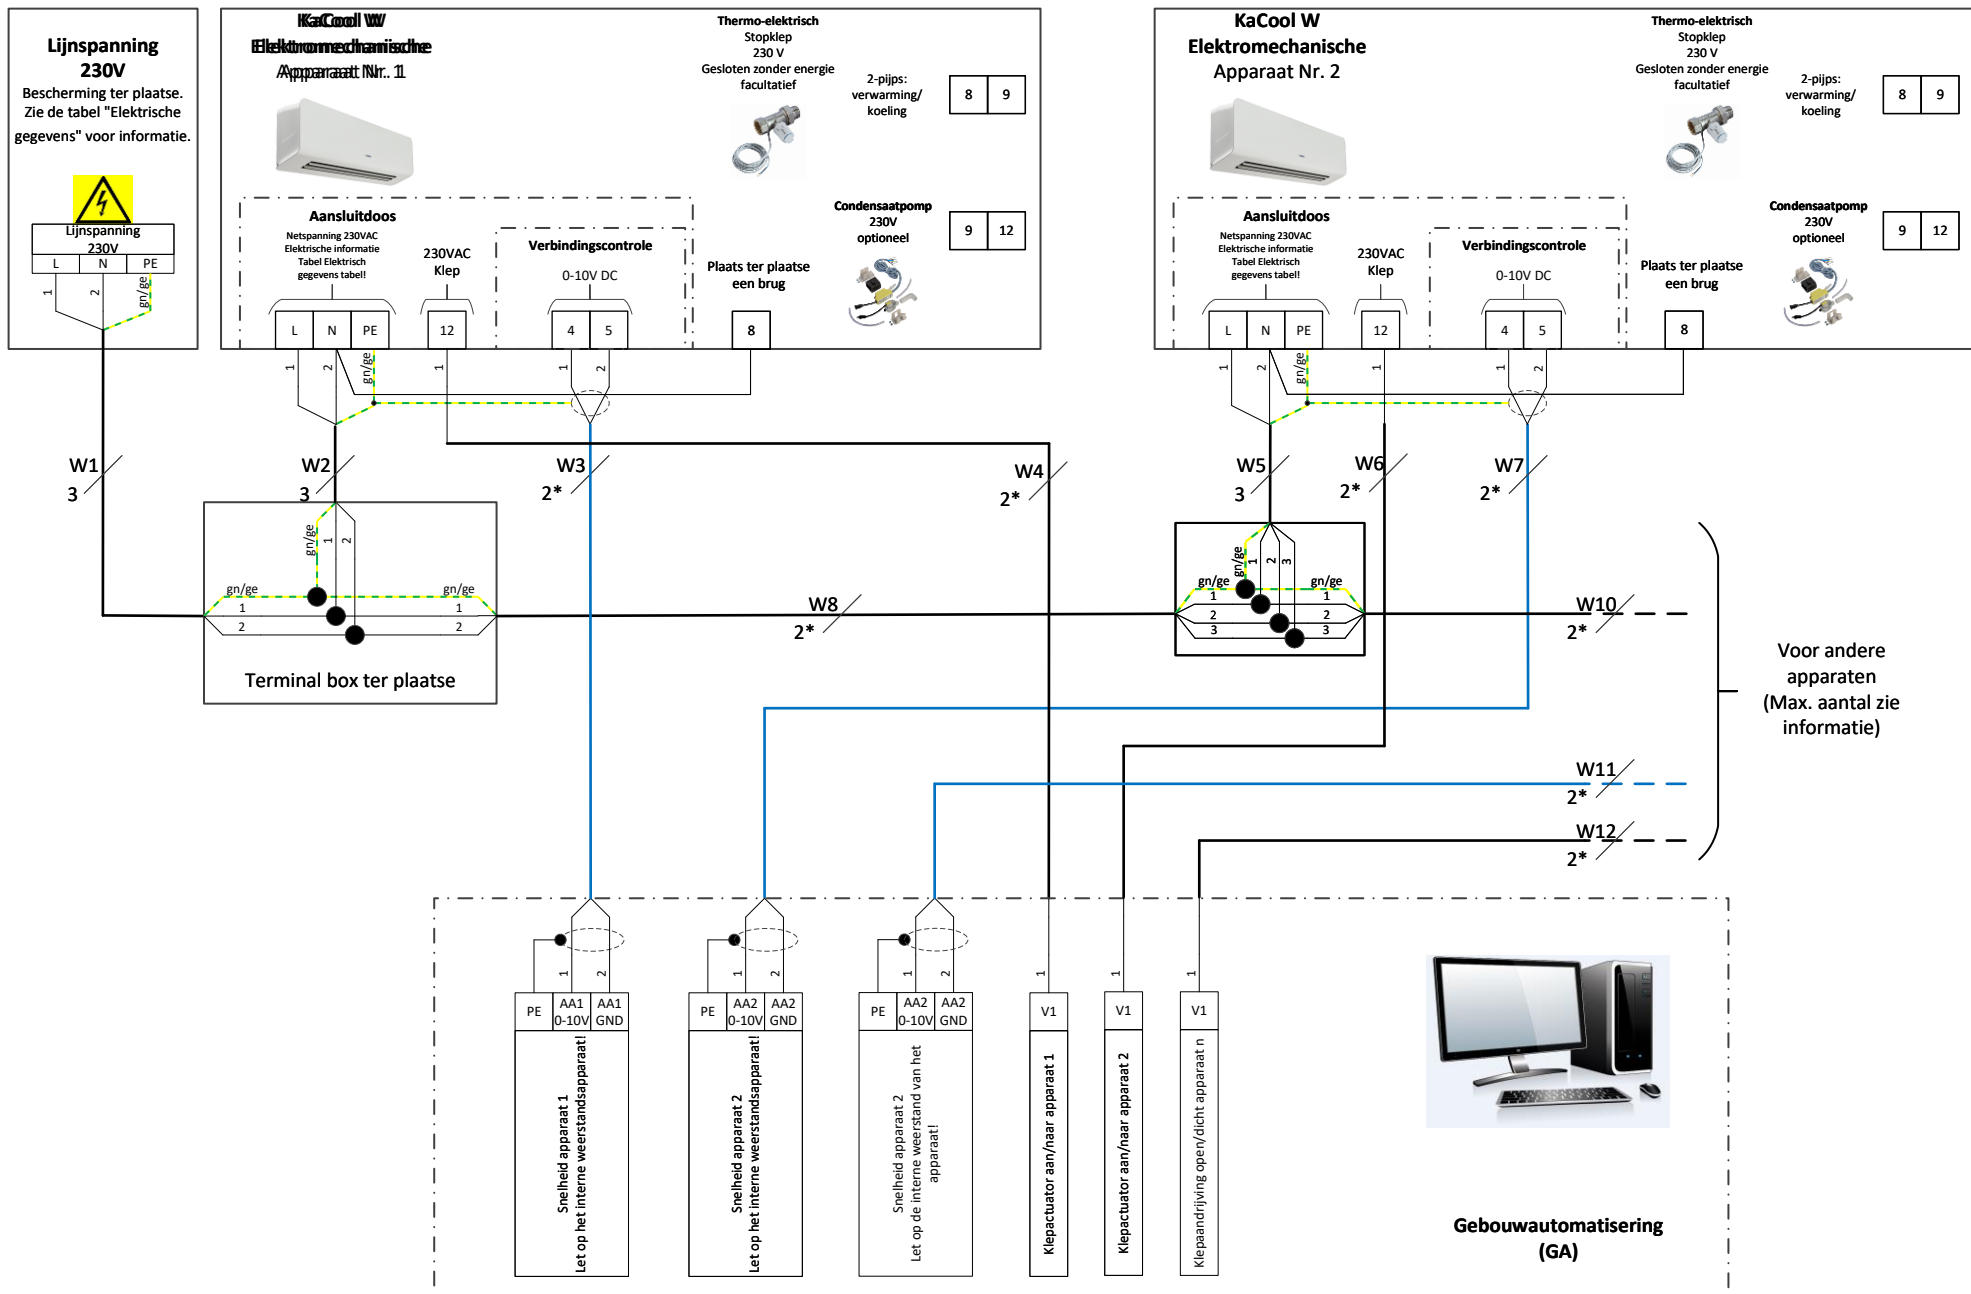 Lijnspanning
230V
Bescherming ter plaatse.
Zie de tabel "Elektrische
gegevens" voor informatie.
Lijnspanning
230V
L
N
PE
1
2
gn/ge
KaCool W
Elektromechanische
Apparaat Nr. 1
Thermo-elektrisch
Stopklep
230 V
Gesloten zonder energie
facultatief
2-pijps:
verwarming/
koeling
8
9
Condensaatpomp
230V
optioneel
9
12
Aansluitdoos
Netspanning 230VAC
Elektrische informatie
Tabel Elektrisch
gegevens tabel!
230VAC
Klep
Verbindingscontrole
0-10V DC
Plaats ter plaatse
een brug
L
N
PE
12
4
5
8
1
2
gn/ge
1
1
2
KaCool W
Elektromechanische
Apparaat Nr. 2
Thermo-elektrisch
Stopklep
230 V
Gesloten zonder energie
facultatief
2-pijps:
verwarming/
koeling
8
9
Condensaatpomp
230V
optioneel
9
12
Aansluitdoos
Netspanning 230VAC
Elektrische informatie
Tabel Elektrisch
gegevens tabel!
230VAC
Klep
Verbindingscontrole
0-10V DC
Plaats ter plaatse
een brug
L
N
PE
12
4
5
8
1
2
gn/ge
1
1
2
W1
3
W2
3
W3
2*
W4
2*
W5
3
W6
2*
W7
2*
gn/ge
1
2
gn/ge
1
2
gn/ge
1
2
Terminal box ter plaatse
W8
2*
gn/ge
1
2
3
gn/ge
1
2
3
gn/ge
1
2
3
W10
2*
W11
2*
W12
2*
Voor andere
apparaten
(Max. aantal zie
informatie)
1
2
1
2
1
2
1
1
1
PE
AA1
0-10V
AA1
GND
Snelheid apparaat 1
Let op het interne weerstandsapparaat!
PE
AA2
0-10V
AA2
GND
Snelheid apparaat 2
Let op het interne weerstandsapparaat!
PE
AA2
0-10V
AA2
GND
Snelheid apparaat 2
Let op de interne weerstand van het
apparaat!
V1
Klepactuator aan/naar apparaat 1
V1
Klepactuator aan/naar apparaat 2
V1
Klepaandrijving open/dicht apparaat n
Gebouwautomatisering
(GA)